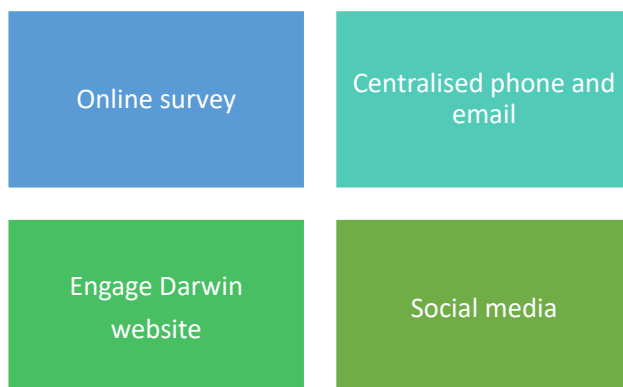 Online survey
Centralised phone and
email
Engage Darwin
website
Social media